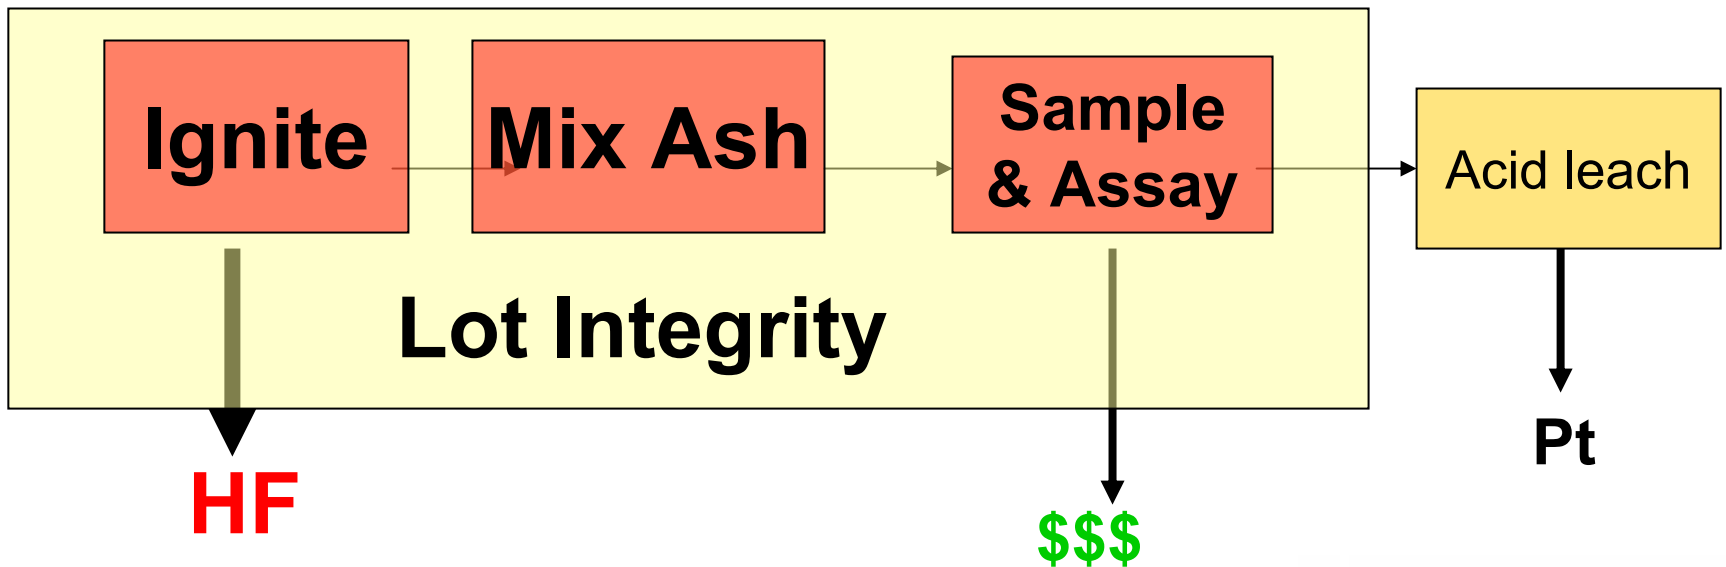 Ignite
Mix Ash
Sample
& Assay
Acid leach
Lot Integrity
Pt
HF
$$$